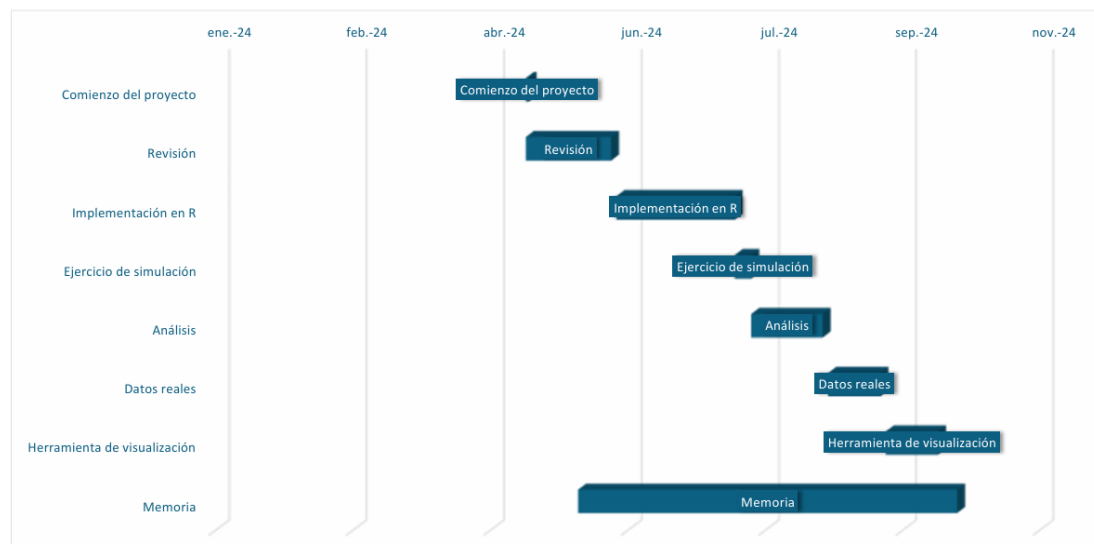 ene.-24 feb.-24 abr.-24 jun.-24 jul.-24 sep.-24 nov.-24
Comienzo del proyecto Comienzo del proyecto
Revisión Revisión
Implementación en R Implementación en R
Ejercicio de simulación Ejercicio de simulación
Análisis Análisis
Datos reales Datos reales
Herramienta de visualización Herramienta de visualización
Memoria Memoria